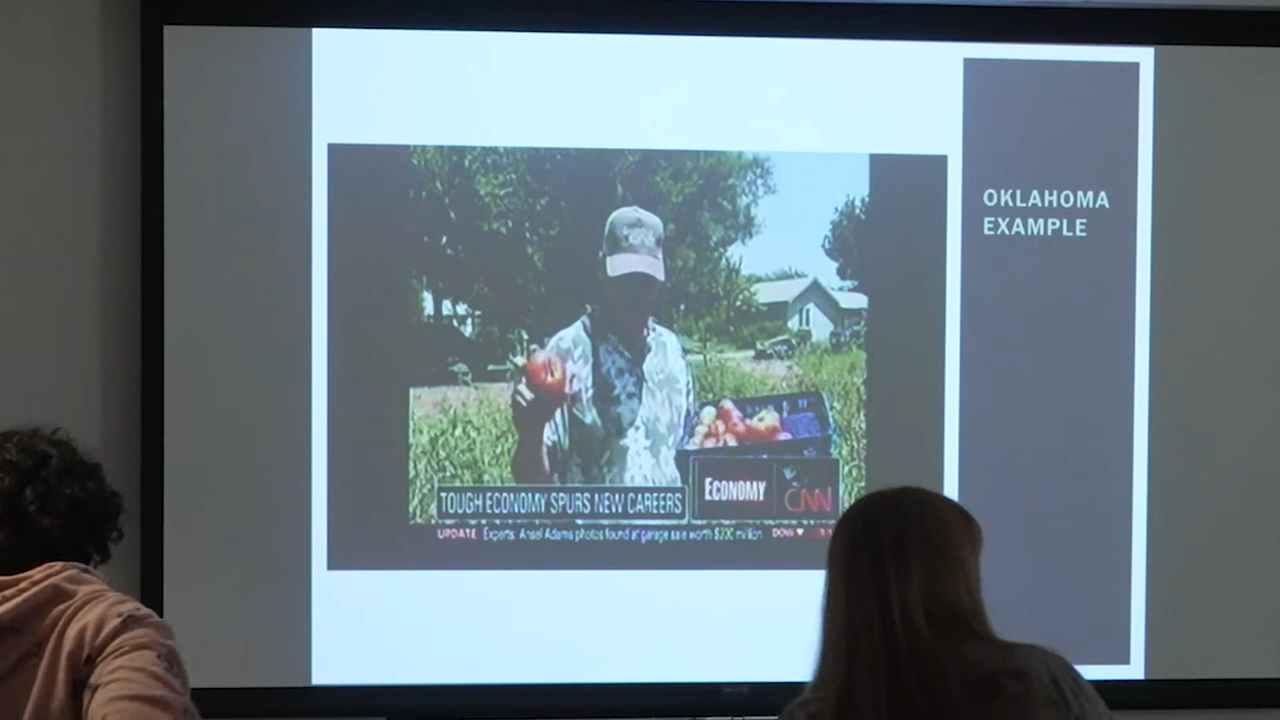 OKLAHOMA
EXAMPLE
TOUGH ECONOMY SPURS NEW CAREERS
ECONOMY
CNN
UPDATE Experts: Ansel Adams photos found at garage sale worth $200 million DOW